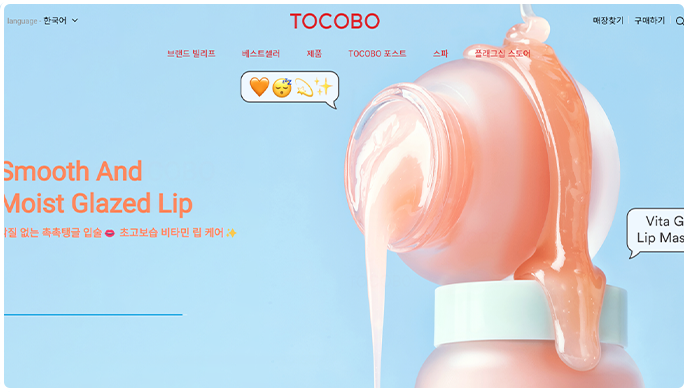 language · 한국어
TOCOBO
매장찾기 구매하기
브랜드 빌리프 베스트셀러 제품 TOCOBO 포스트 스파 플래그십 스토어
🧡😴💫✨
Smooth And
Moist Glazed Lip
없는 촉촉탱글 입술👄 초고보습 비타민 립 케어✨
Vita G
Lip Mas